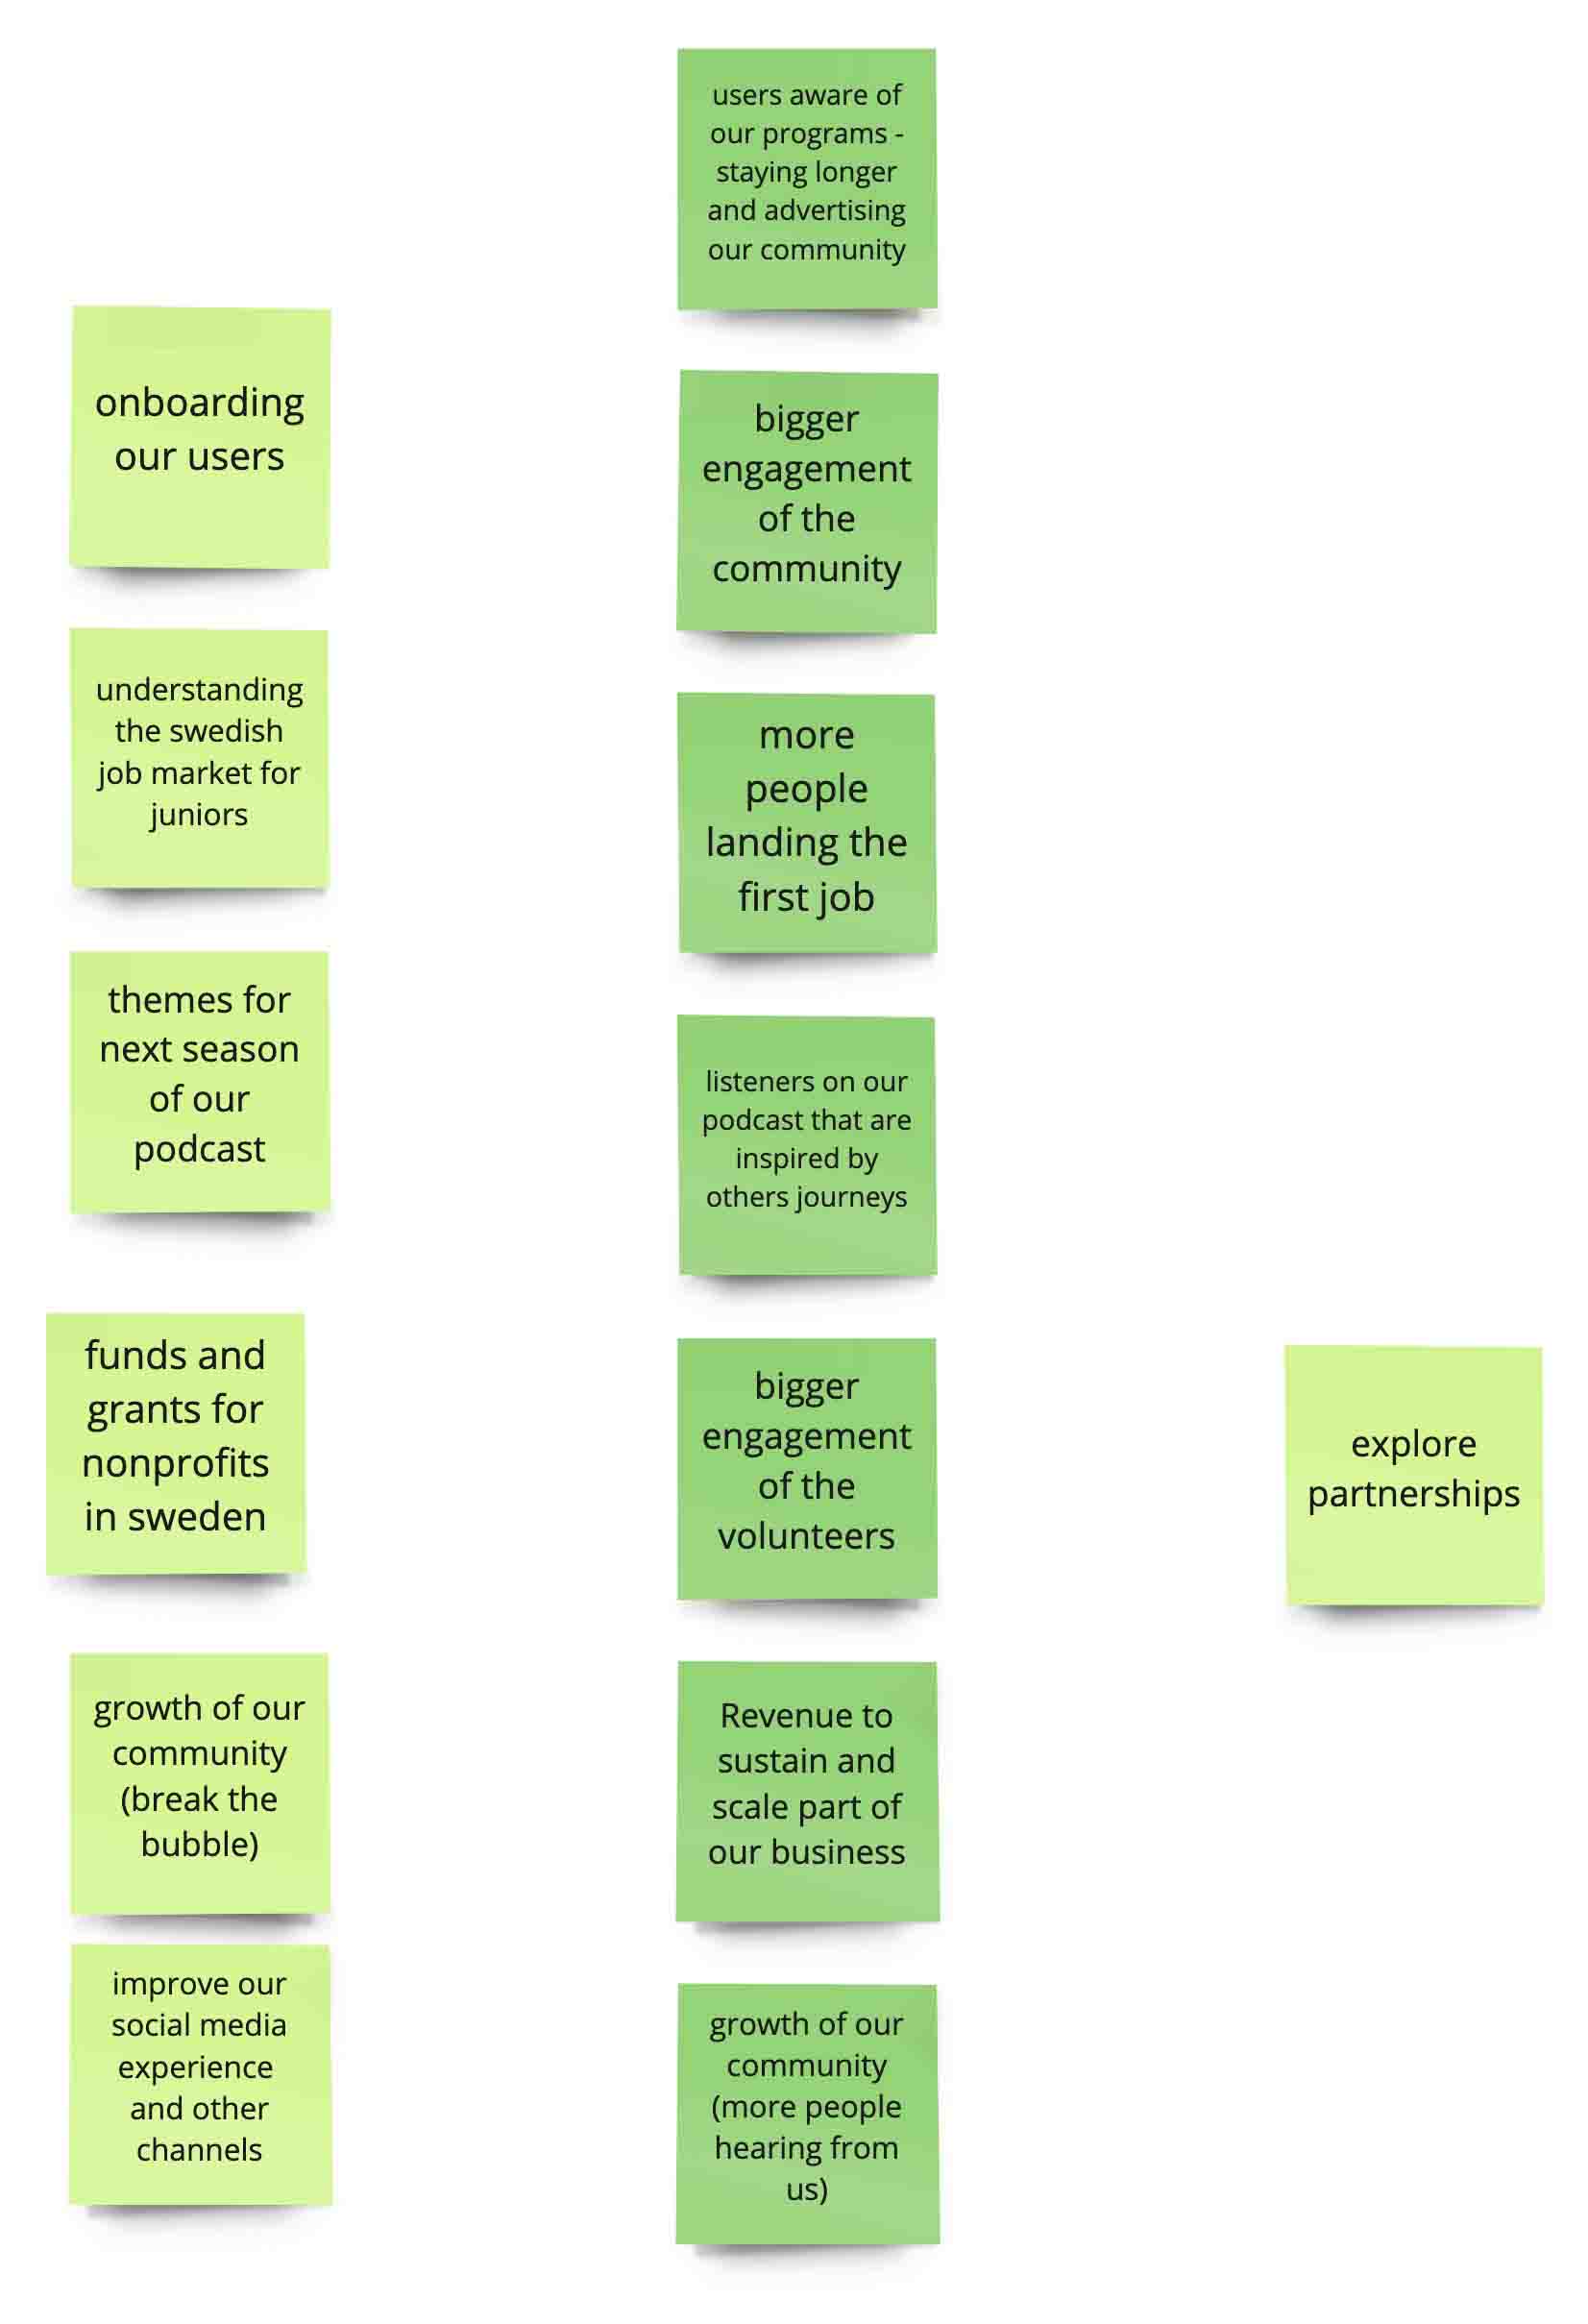 users aware of
our programs -
staying longer
and advertising
our community
onboarding
our users
bigger
engagement
of the
community
understanding
the swedish
job market for
juniors
more
people
landing the
first job
themes for
next season
of our
podcast
listeners on our
podcast that are
inspired by
others journeys
funds and
grants for
nonprofits
in sweden
bigger
engagement
of the
volunteers
explore
partnerships
growth of our
community
(break the
bubble)
Revenue to
sustain and
scale part of
our business
improve our
social media
experience
and other
channels
growth of our
community
(more people
hearing from
us)